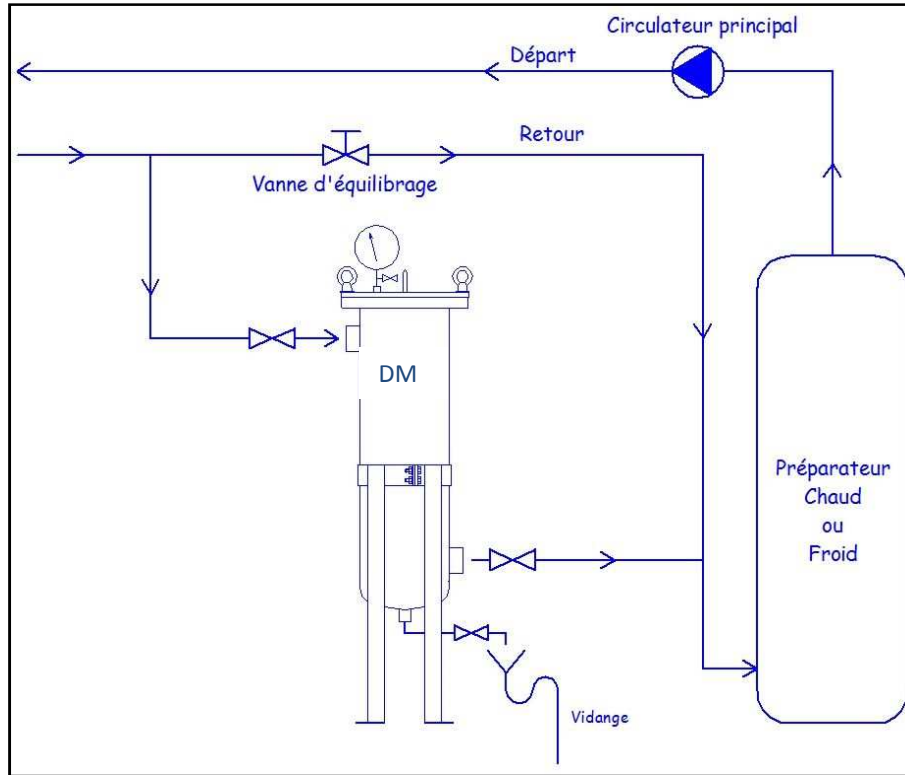 Circulateur principal
Départ
Retour
Vanne d'équilibrage
DM
Préparateur
Chaud
ou
Froid
Vidange